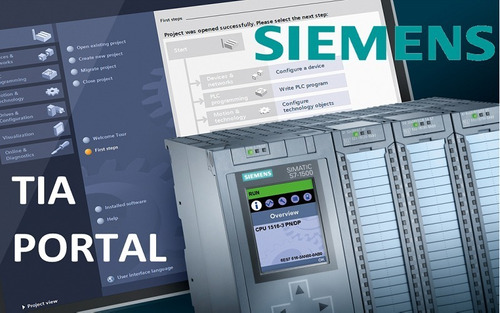 First steps
Project was opened successfully. Please select the next step:
SIEMENS
Start
Open existing project
Create new project
Migrate project
Close project
Devices &
networks
Configure a device
PLC
programming
Write PLC program
Motion &
technology
Configure
technology objects
Visualization
Online &
Diagnostics
Welcome Tour
First steps
Installed software
Help
User interface language
Project view
TIA
PORTAL
SIEMENS
SIMATIC
S7-1500
RUN
Overview
CPU 1518-3 PN/DP